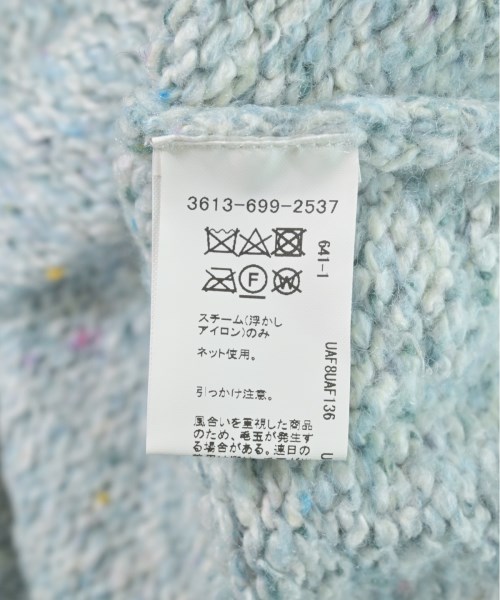 3613-699-2537
641-1
F W
スチーム(浮かし
アイロン)のみ
ネット使用。
引っかけ注意。
UAF8UAF136
U
風合いを重視した商品
のため、毛玉が発生す
る場合がある。連日の